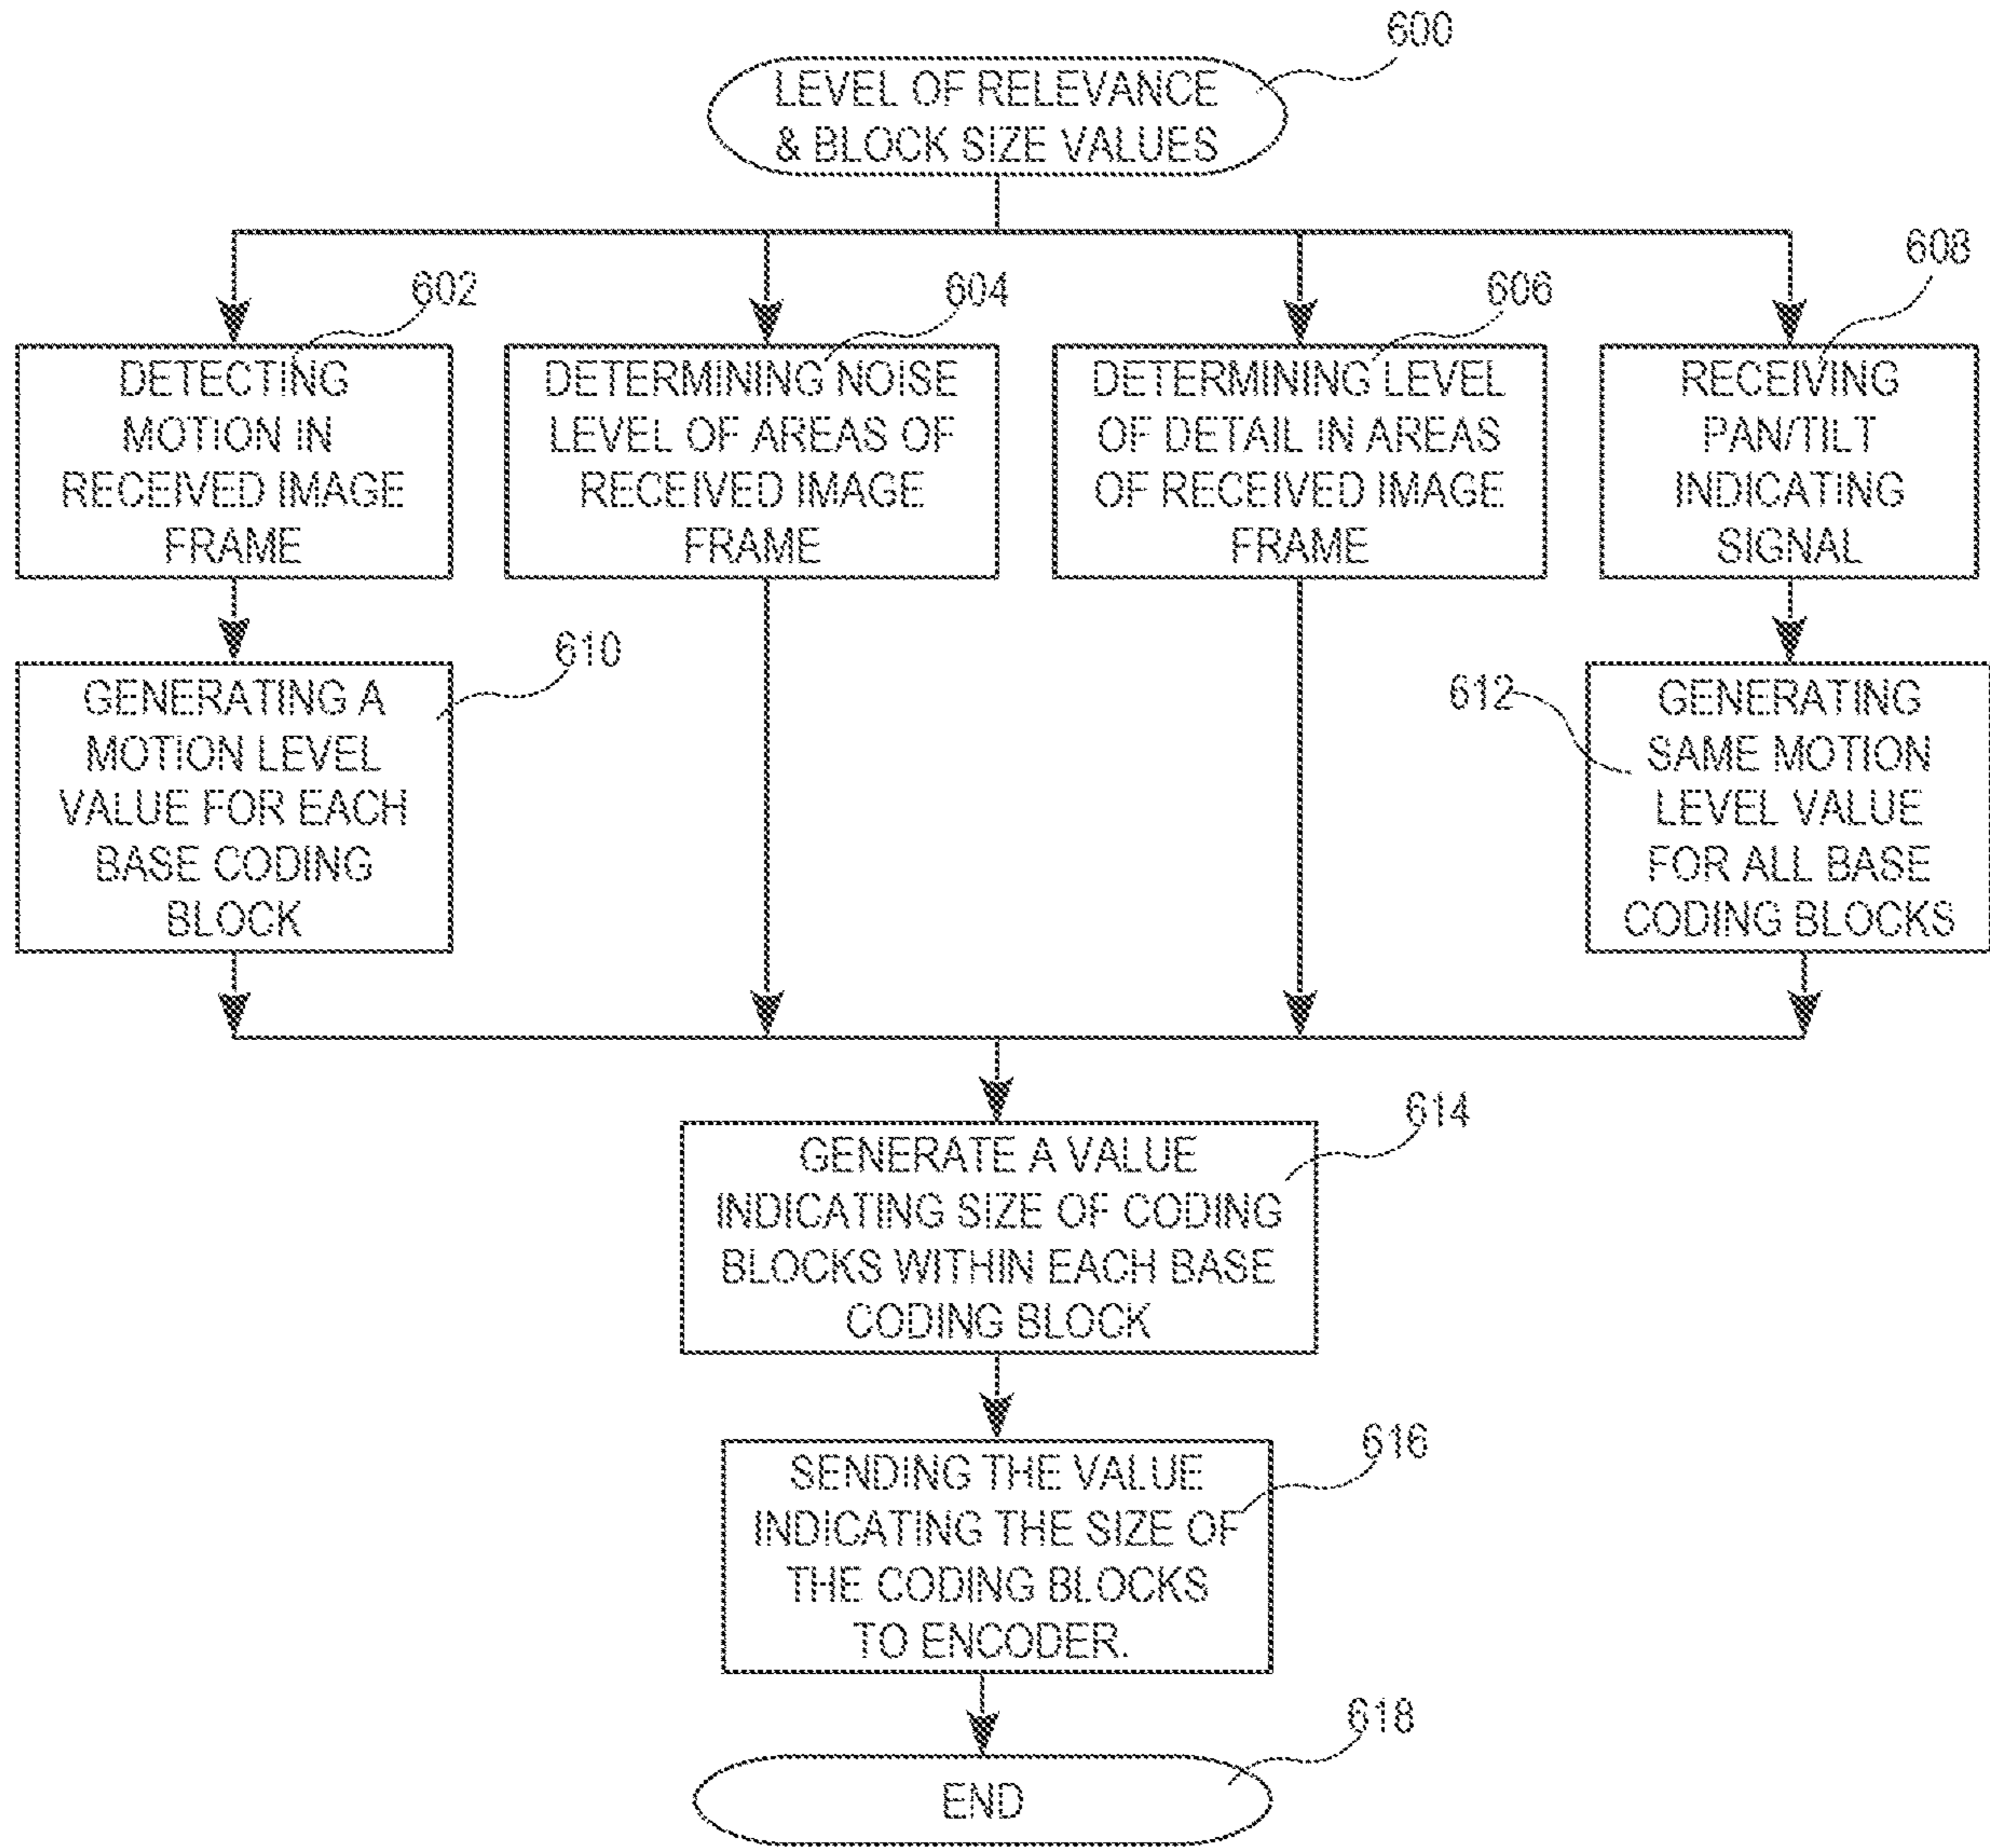 600
LEVEL OF RELEVANCE
& BLOCK SIZE VALUES
602
DETECTING
MOTION IN
RECEIVED IMAGE
FRAME
604
DETERMINING NOISE
LEVEL OF AREAS OF
RECEIVED IMAGE
FRAME
606
DETERMINING LEVEL
OF DETAIL IN AREAS
OF RECEIVED IMAGE
FRAME
608
RECEIVING
PAN/TILT
INDICATING
SIGNAL
610
GENERATING A
MOTION LEVEL
VALUE FOR EACH
BASE CODING
BLOCK
612
GENERATING
SAME MOTION
LEVEL VALUE
FOR ALL BASE
CODING BLOCKS
614
GENERATE A VALUE
INDICATING SIZE OF CODING
BLOCKS WITHIN EACH BASE
CODING BLOCK
616
SENDING THE VALUE
INDICATING THE SIZE OF
THE CODING BLOCKS
TO ENCODER.
618
END